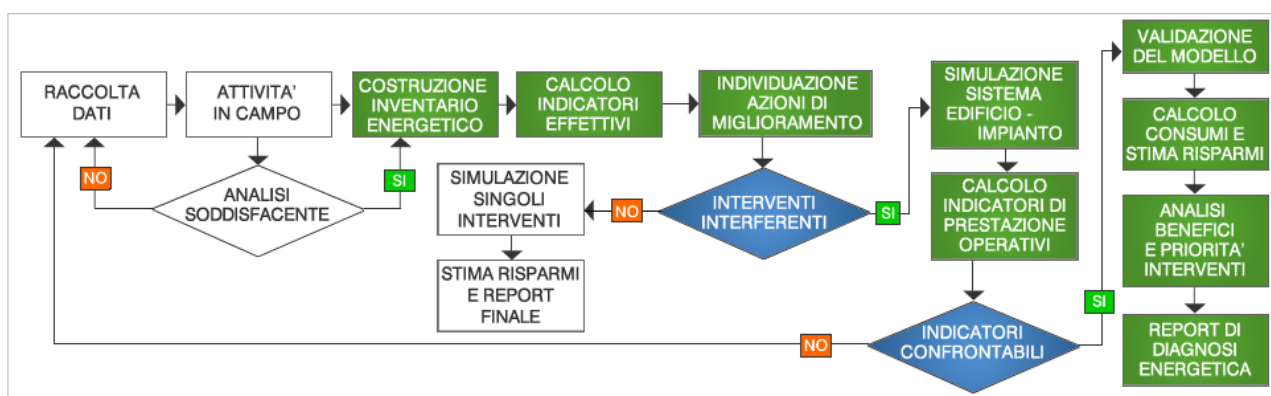 RACCOLTA
DATI
ATTIVITA'
IN CAMPO
ANALISI
SODDISFACENTE
NO
SI
COSTRUZIONE
INVENTARIO
ENERGETICO
CALCOLO
INDICATORI
EFFETTIVI
INDIVIDUAZIONE
AZIONI DI
MIGLIORAMENTO
INTERVENTI
INTERFERENTI
NO
SIMULAZIONE
SINGOLI
INTERVENTI
STIMA RISPARMI
E REPORT
FINALE
SI
SIMULAZIONE
SISTEMA
EDIFICIO -
IMPIANTO
CALCOLO
INDICATORI DI
PRESTAZIONE
OPERATIVI
INDICATORI
CONFRONTABILI
NO
SI
VALIDAZIONE
DEL MODELLO
CALCOLO
CONSUMI E
STIMA RISPARMI
ANALISI
BENEFICI
E PRIORITA'
INTERVENTI
REPORT DI
DIAGNOSI
ENERGETICA